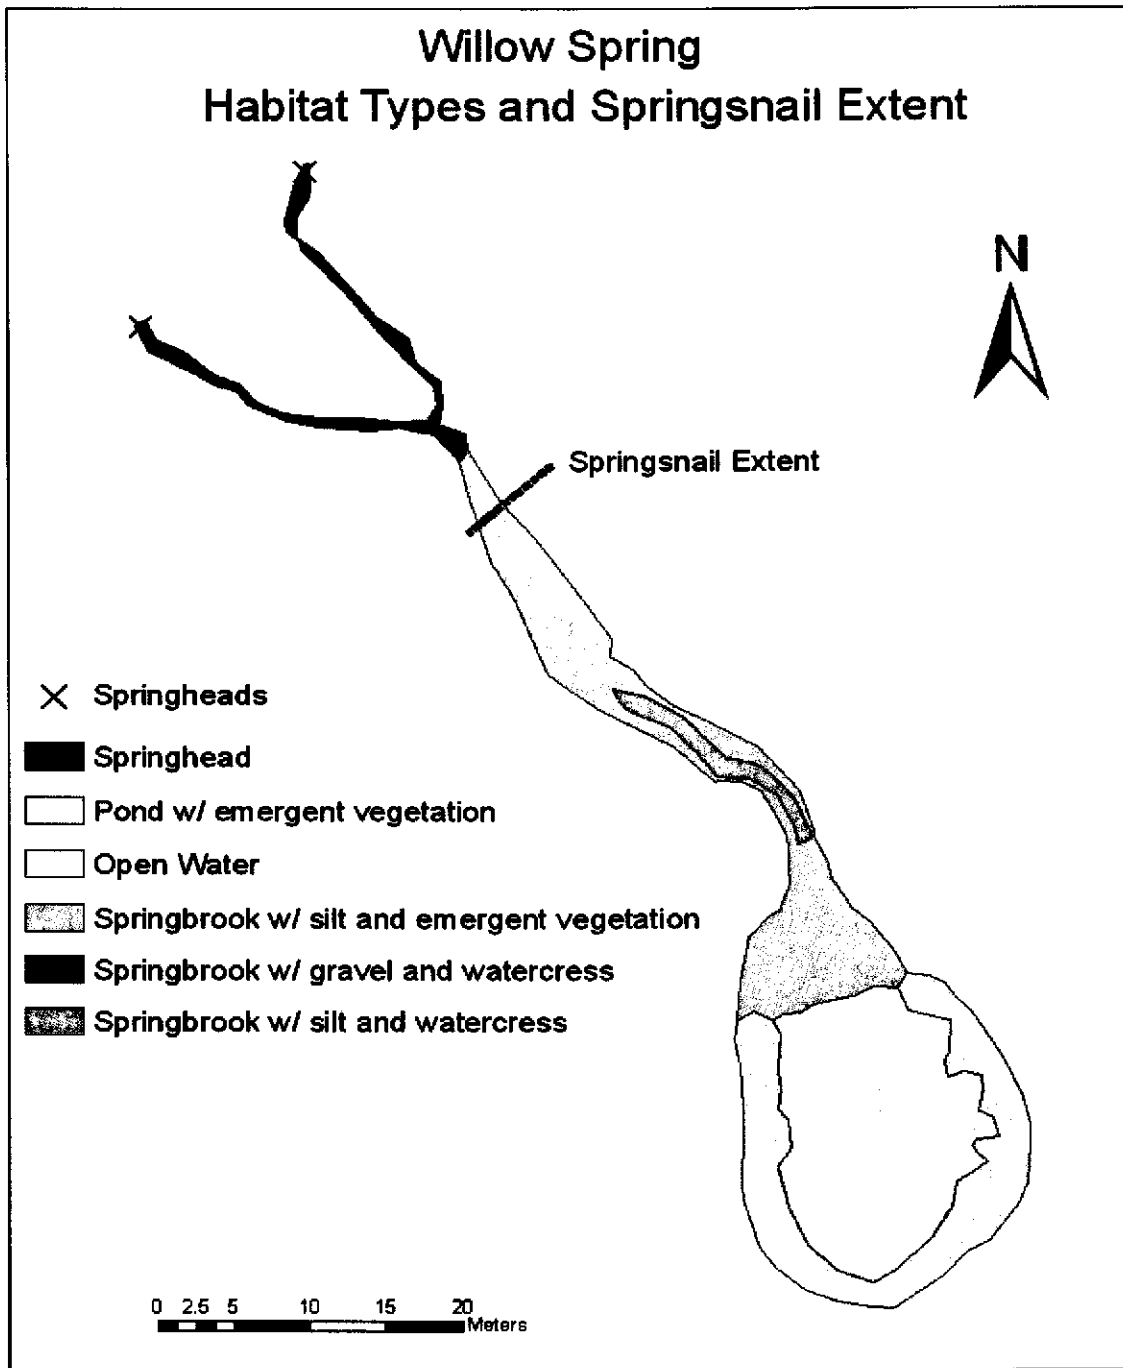 Willow Spring
Habitat Types and Springsnail Extent
N
Springsnail Extent
Springheads
Springhead
Pond w/ emergent vegetation
Open Water
Springbrook w/ silt and emergent vegetation
Springbrook w/ gravel and watercress
Springbrook w/ silt and watercress
0 2.5 5 10 15 20
Meters